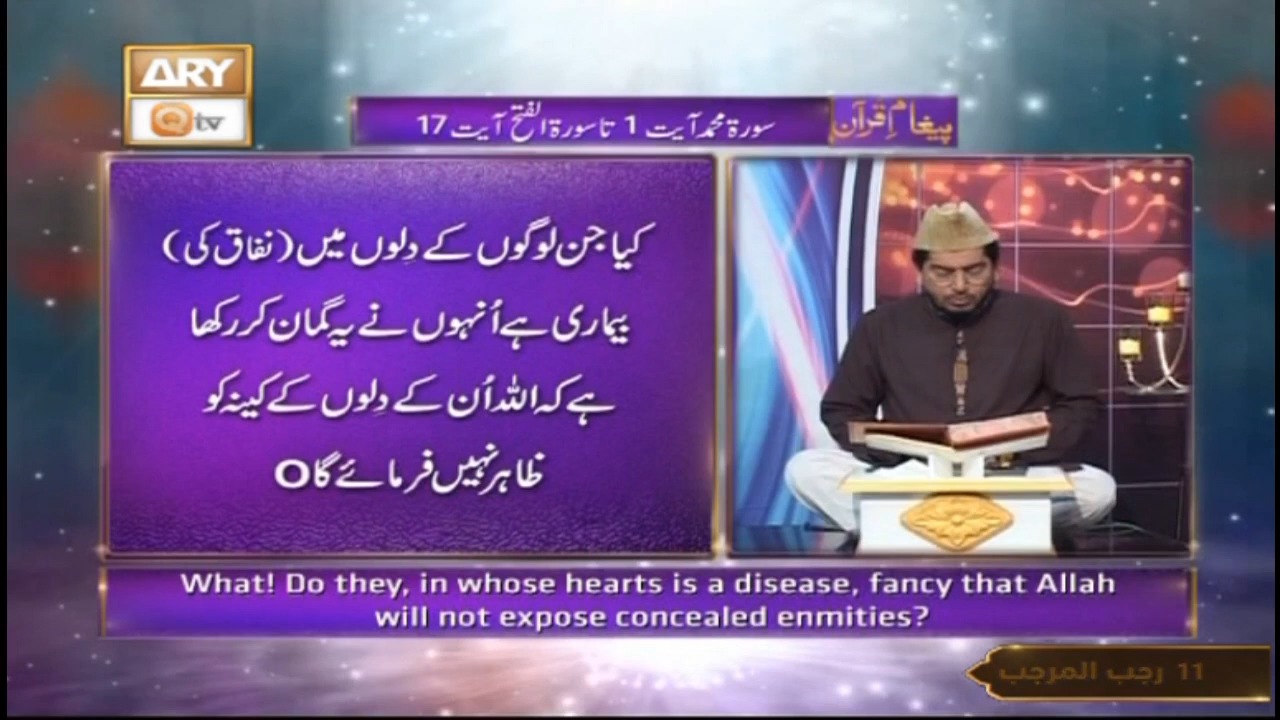 ARY
Qtv
پیغامِ قرآن
سورۃ محمد آیت 1 تا سورۃ الفتح آیت 17
کیا جن لوگوں کے دِلوں میں (نفاق کی)
بیماری ہے اُنہوں نے یہ گمان کر رکھا
ہے کہ اللہ اُن کے دِلوں کے کینہ کو
ظاہر نہیں فرمائے گا O
What! Do they, in whose hearts is a disease, fancy that Allah
will not expose concealed enmities?
11 رجب المرجب